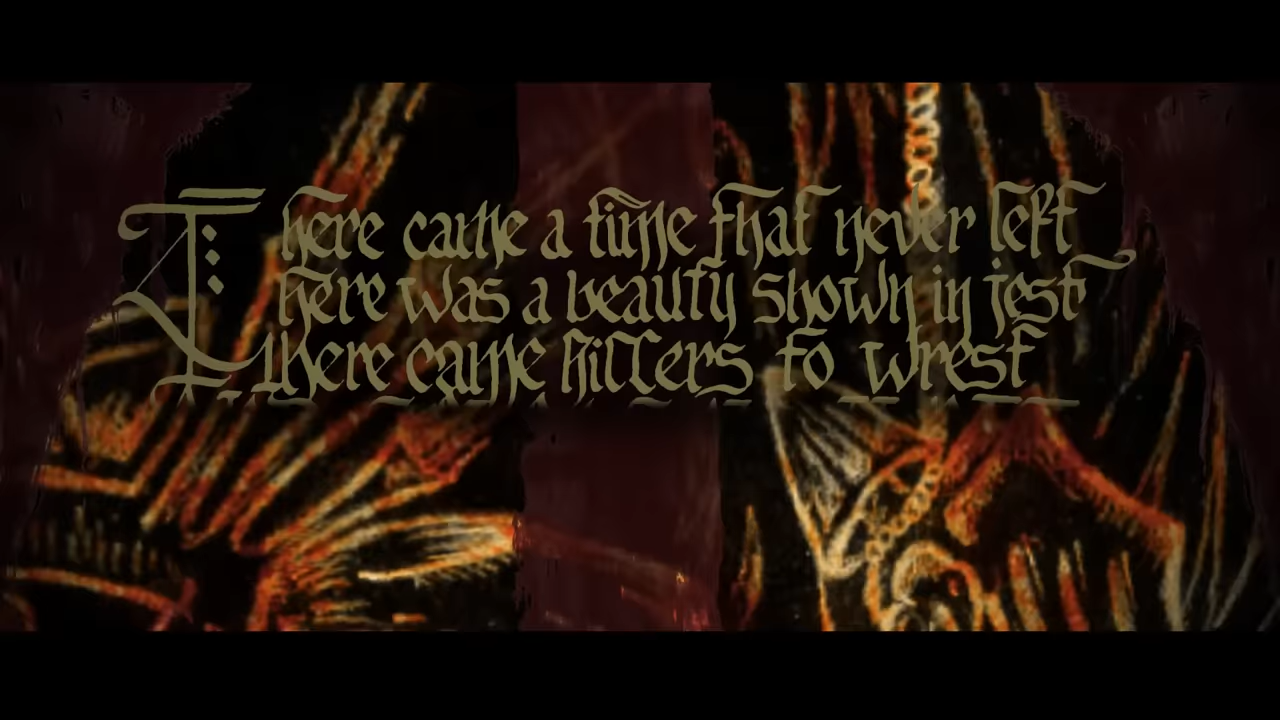 There came a time that never left
There was a beauty shown in jest
There came killers to wrest